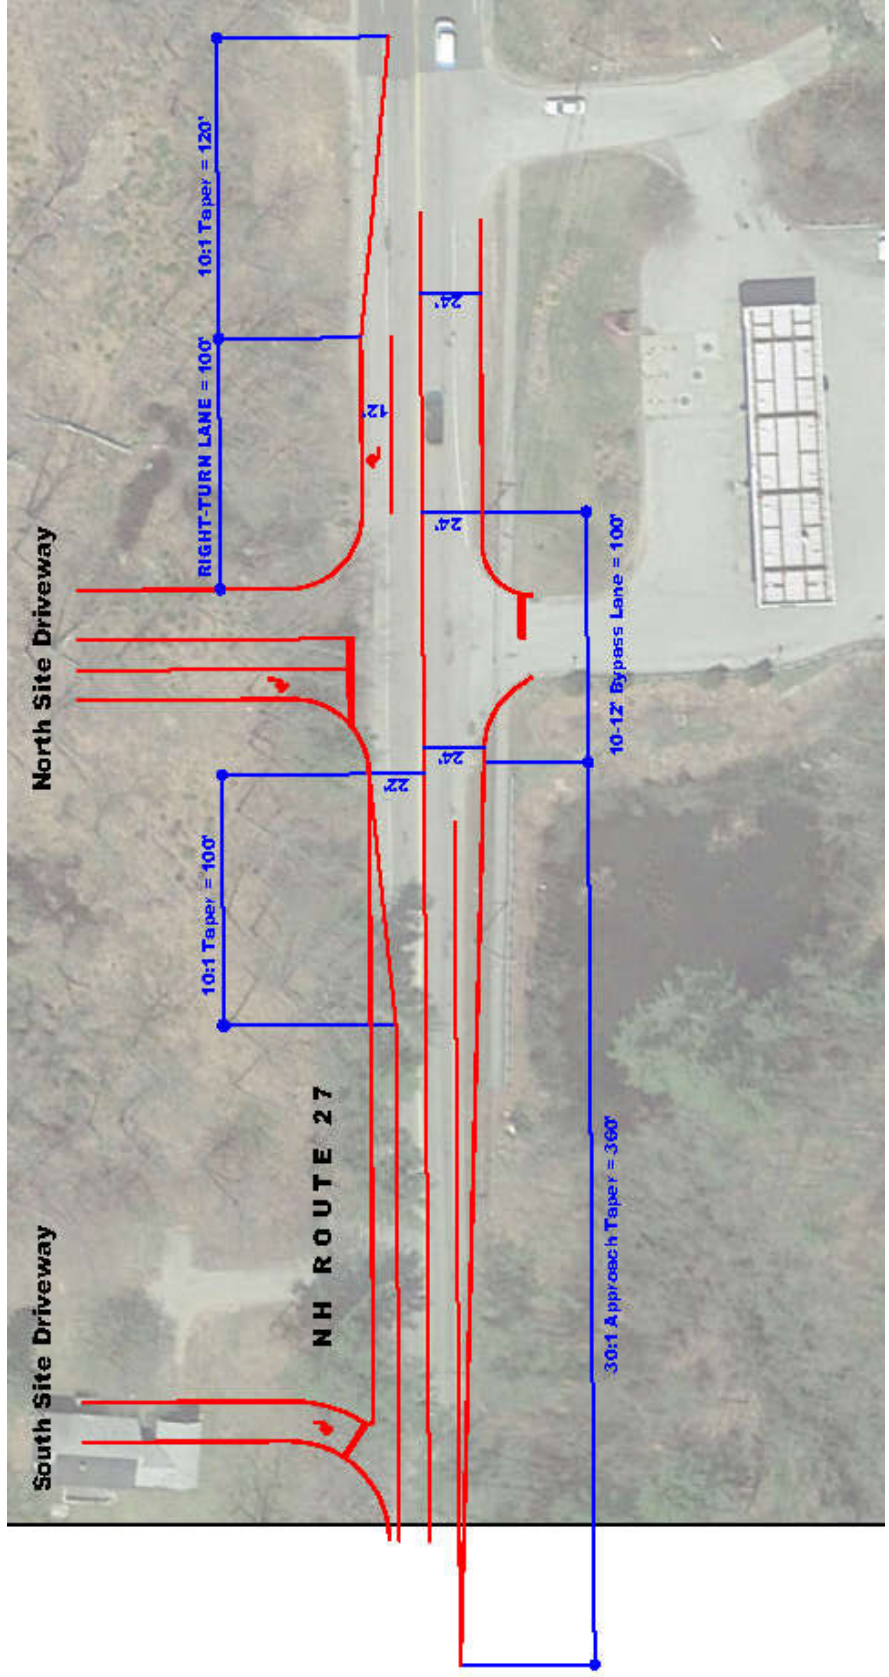 10:1 Taper = 120'
RIGHT-TURN LANE = 100'
12'
24'
24'
North Site Driveway
10-12' Bypass Lane = 100'
24'
22'
10:1 Taper = 100'
NH ROUTE 27
30:1 Approach Taper = 360'
South Site Driveway